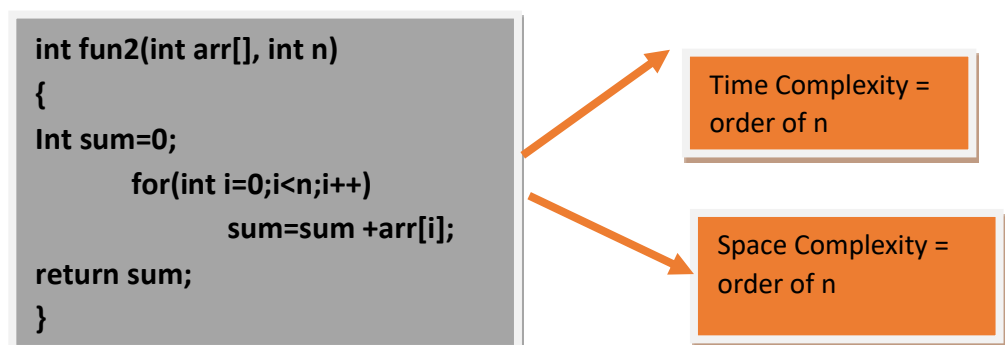 int fun2(int arr[], int n)
{
Int sum=0;
for(int i=0;i<n;i++)
sum=sum +arr[i];
return sum;
}
Time Complexity =
order of n
Space Complexity =
order of n